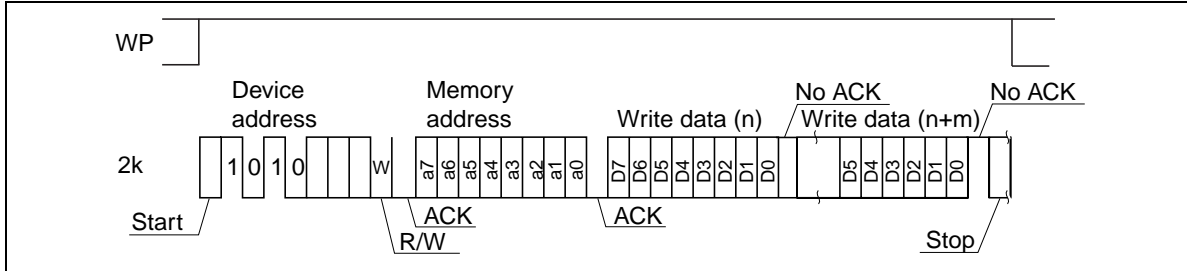 WP
Device
address
Memory
address
Write data (n)
No ACK
Write data (n+m)
No ACK
2k
1 0 1 0
W
a7 a6 a5 a4 a3 a2 a1 a0
D7 D6 D5 D4 D3 D2 D1 D0
D5 D4 D3 D2 D1 D0
Start
ACK
R/W
ACK
Stop